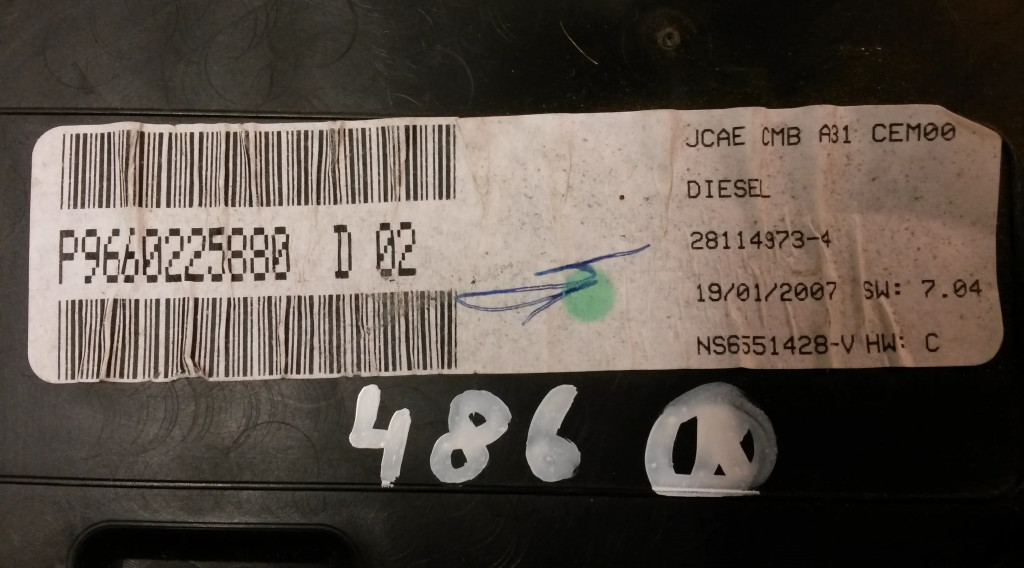 JCAE CMB A31 CEM00
DIESEL
P9660225880 D 02
28114973-4
19/01/2007 SW: 7.04
NS6551428-V HW: C
486 K